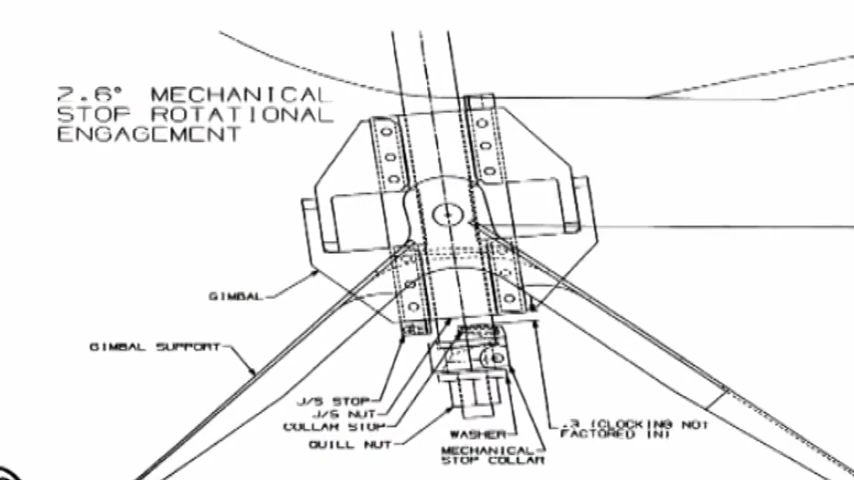 2.6° MECHANICAL
STOP ROTATIONAL
ENGAGEMENT
GIMBAL
GIMBAL SUPPORT
J/S STOP
J/S NUT
COLLAR STOP
QUILL NUT
WASHER
MECHANICAL
STOP COLLAR
.3 (CLOCKING NOT
FACTORED IN)